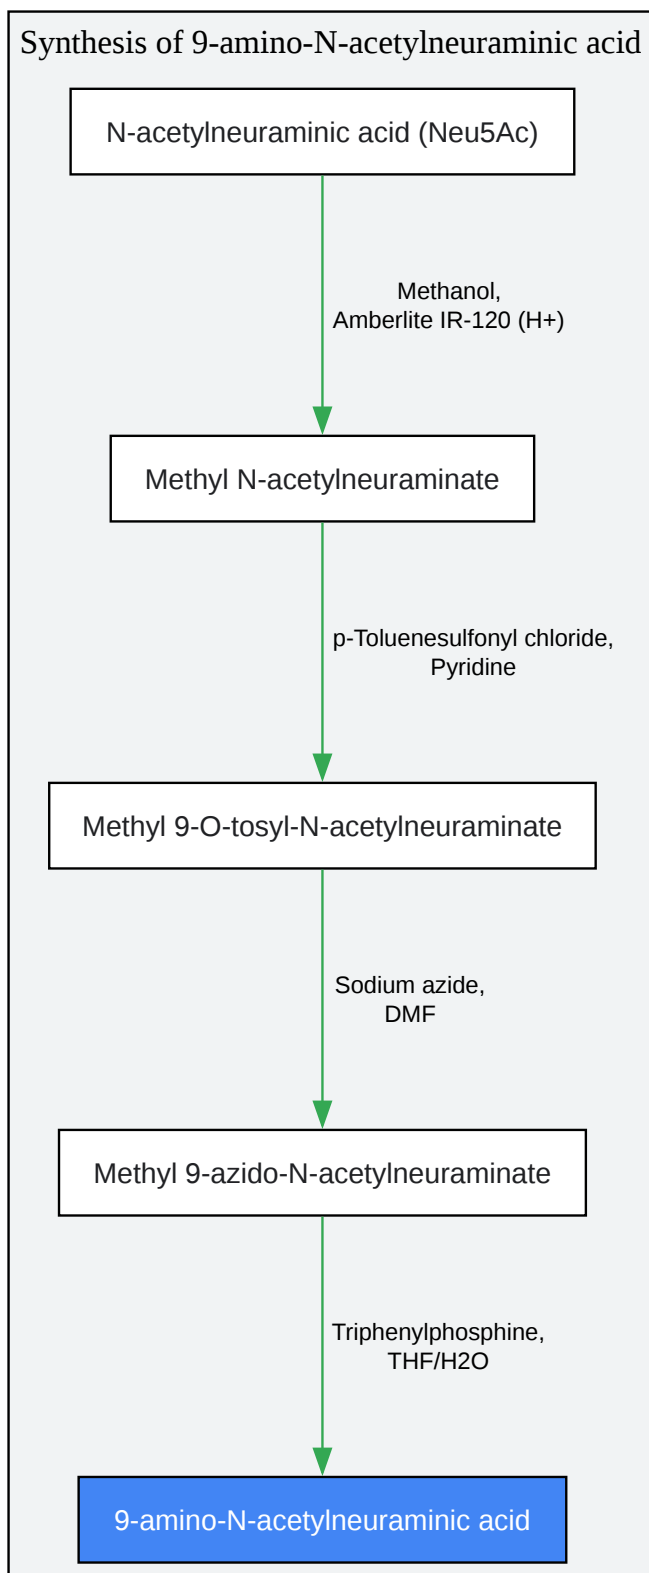 Synthesis of 9-amino-N-acetylneuraminic acid
N-acetylneuraminic acid (Neu5Ac)
Methanol,
Amberlite IR-120 (H+)
Methyl N-acetylneuraminate
p-Toluenesulfonyl chloride,
Pyridine
Methyl 9-O-tosyl-N-acetylneuraminate
Sodium azide,
DMF
Methyl 9-azido-N-acetylneuraminate
Triphenylphosphine,
THF/H2O
9-amino-N-acetylneuraminic acid